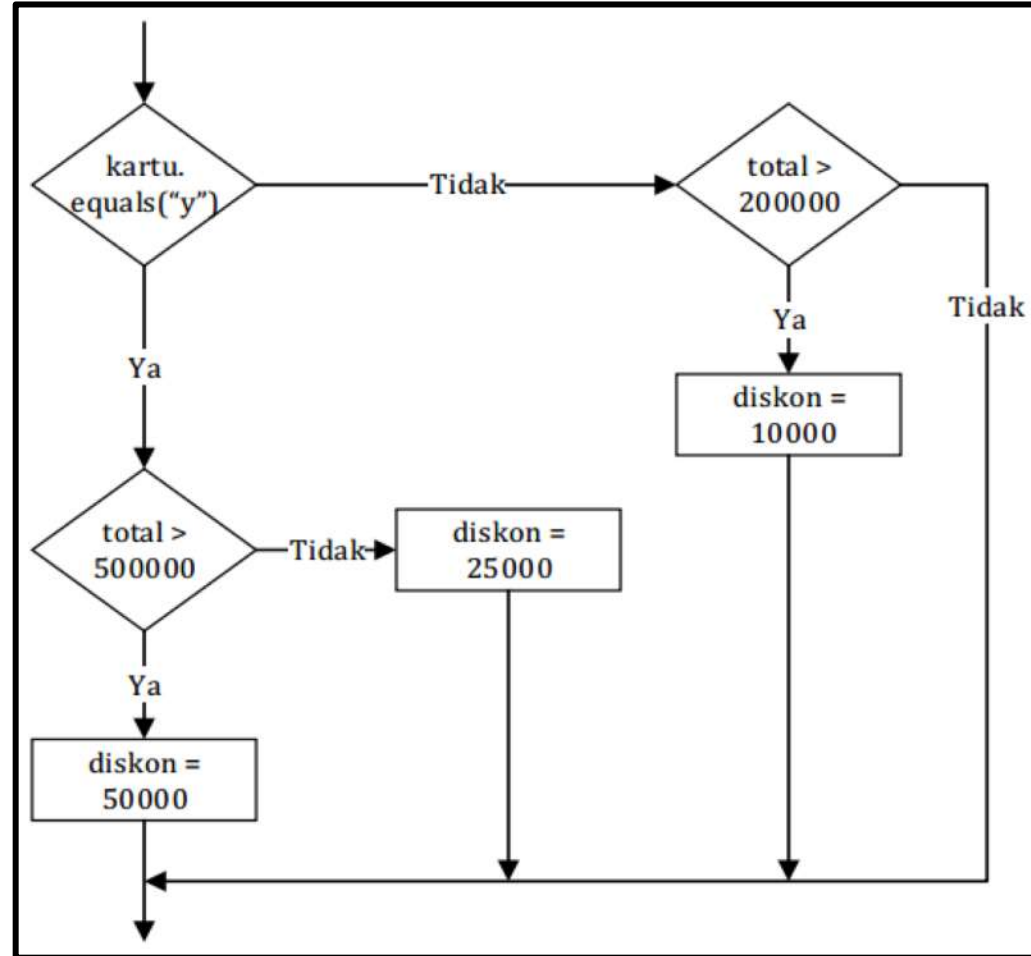 kartu.
equals(“y”)
Tidak
total >
200000
Tidak
Ya
diskon =
10000
Ya
total >
500000
Tidak
diskon =
25000
Ya
diskon =
50000